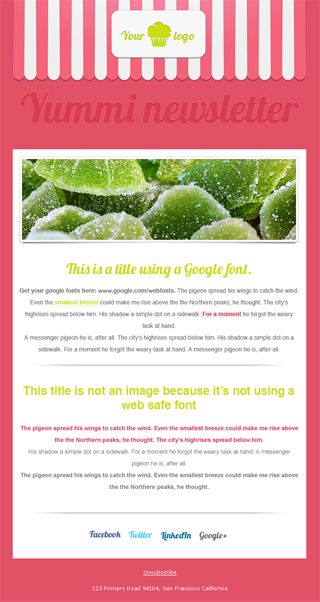 Your logo
Yummi newsletter
This is a title using a Google font.
Get your google fonts here: www.google.com/webfonts. The pigeon spread his wings to catch the wind.
Even the smallest breeze could make me rise above the the Northern peaks, he thought. The city's
highrises spread below him. His shadow a simple dot on a sidewalk. For a moment he forgot the weary
task at hand.
A messenger pigeon he is, after all. The city's highrises spread below him. His shadow a simple dot on a
sidewalk. For a moment he forgot the weary task at hand. A messenger pigeon he is, after all.
This title is not an image because it's not using a
web safe font
The pigeon spread his wings to catch the wind. Even the smallest breeze could make me rise above
the the Northern peaks, he thought. The city's highrises spread below him.
His shadow a simple dot on a sidewalk. For a moment he forgot the weary task at hand. A messenger
pigeon he is, after all.
The pigeon spread his wings to catch the wind. Even the smallest breeze could make me rise above
the the Northern peaks, he thought.
Facebook Twitter LinkedIn Google+
Unsubscribe
123 Primary Road 94104, San Francisco California